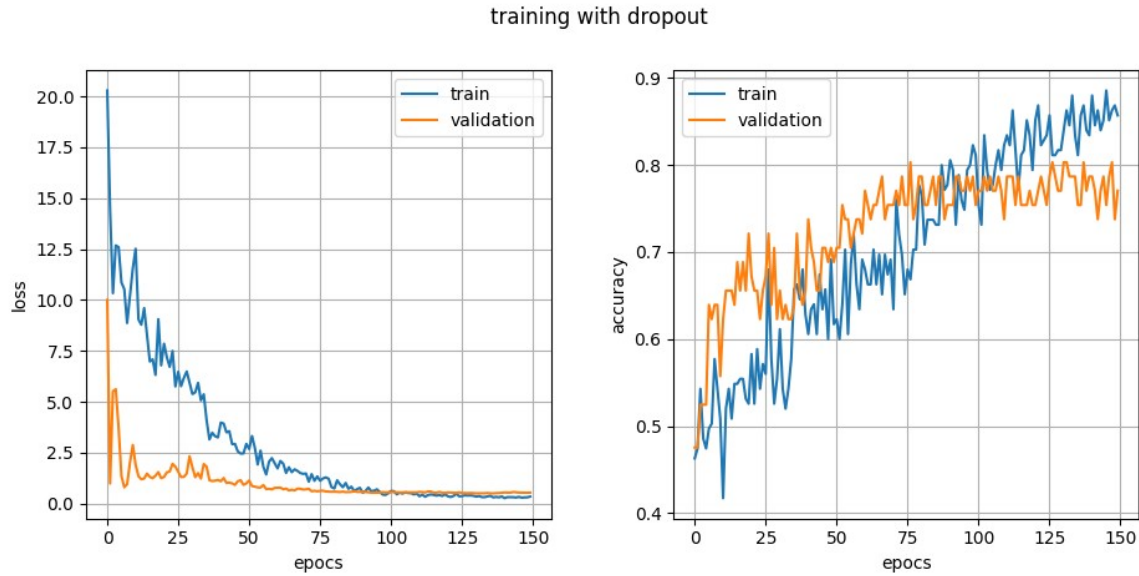 training with dropout
train
validation
20.0
17.5
15.0
12.5
10.0
7.5
5.0
2.5
0.0
loss
0 25 50 75 100 125 150
epocs
train
validation
0.9
0.8
0.7
0.6
0.5
0.4
accuracy
0 25 50 75 100 125 150
epocs